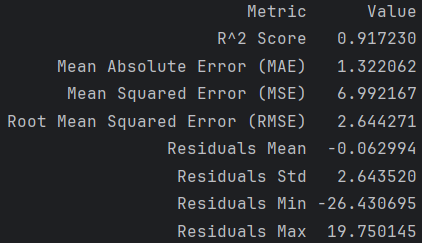 Metric Value
R^2 Score 0.917230
Mean Absolute Error (MAE) 1.322062
Mean Squared Error (MSE) 6.992167
Root Mean Squared Error (RMSE) 2.644271
Residuals Mean -0.062994
Residuals Std 2.643520
Residuals Min -26.430695
Residuals Max 19.750145